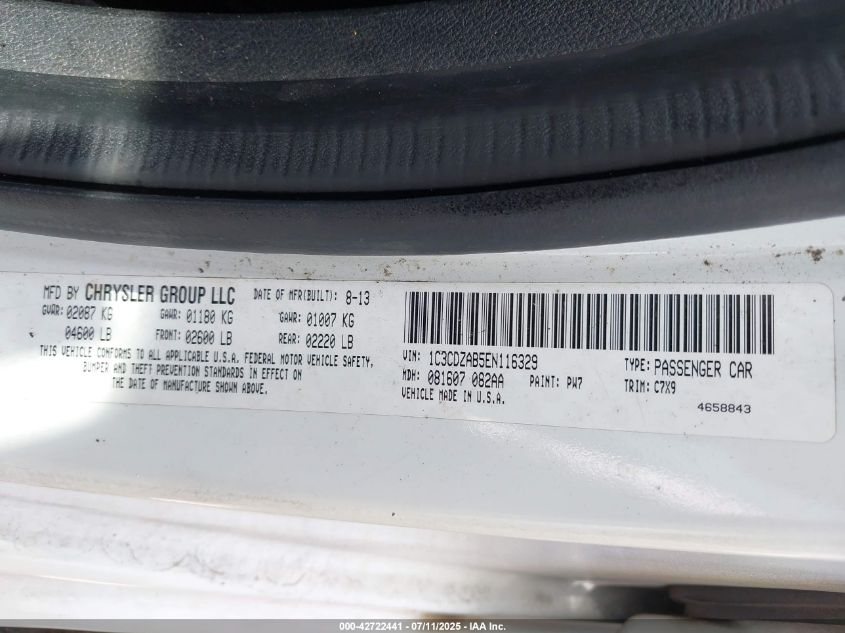 MFD BY CHRYSLER GROUP LLC DATE OF MFR(BUILT): 8-13
GVWR: 02087 KG GAWR: 01180 KG GAWR: 01007 KG
04600 LB FRONT: 02600 LB REAR: 02220 LB
THIS VEHICLE CONFORMS TO ALL APPLICABLE U.S.A. FEDERAL MOTOR VEHICLE SAFETY,
BUMPER AND THEFT PREVENTION STANDARDS IN EFFECT ON
THE DATE OF MANUFACTURE SHOWN ABOVE.
VIN: 1C3CDZAB5EN116329 TYPE: PASSENGER CAR
MDH: 081607 082AA PAINT: PW7 TRIM: C7X9
VEHICLE MADE IN U.S.A.
4658843
000-42722441 - 07/11/2025 - IAA Inc.